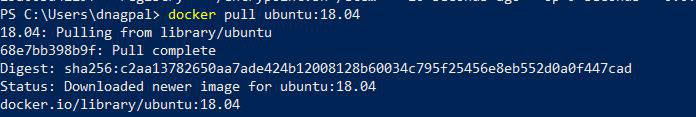 PS C:\Users\dnagpal> docker pull ubuntu:18.04
18.04: Pulling from library/ubuntu
68e7bb398b9f: Pull complete
Digest: sha256:c2aa13782650aa7ade424b12008128b60034c795f25456e8eb552d0a0f447cad
Status: Downloaded newer image for ubuntu:18.04
docker.io/library/ubuntu:18.04